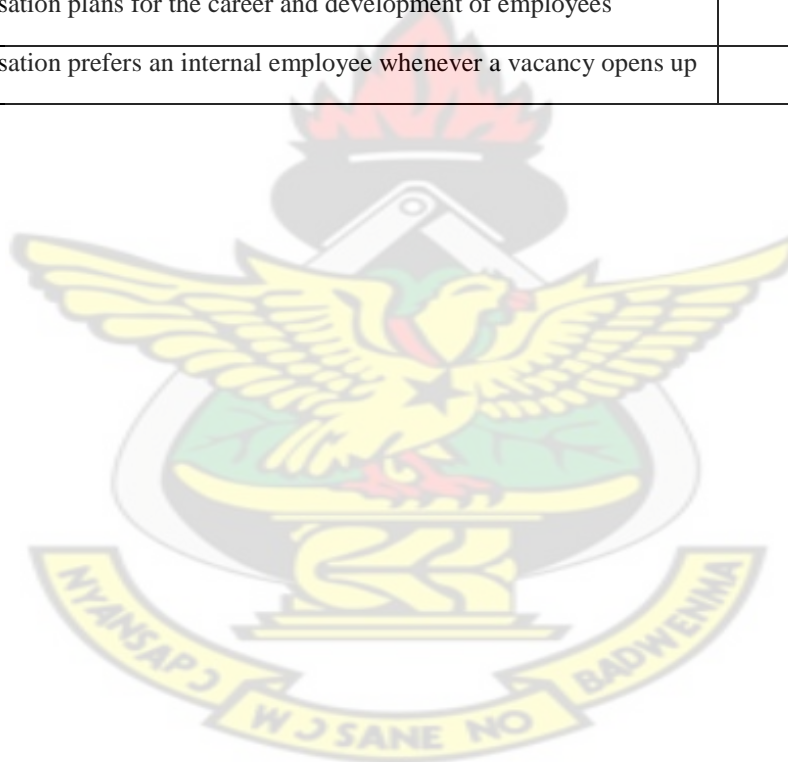 sation plans for the career and development of employees
sation prefers an internal employee whenever a vacancy opens up
NYANSAPƆ
WƆSANE NO
BADWENMA